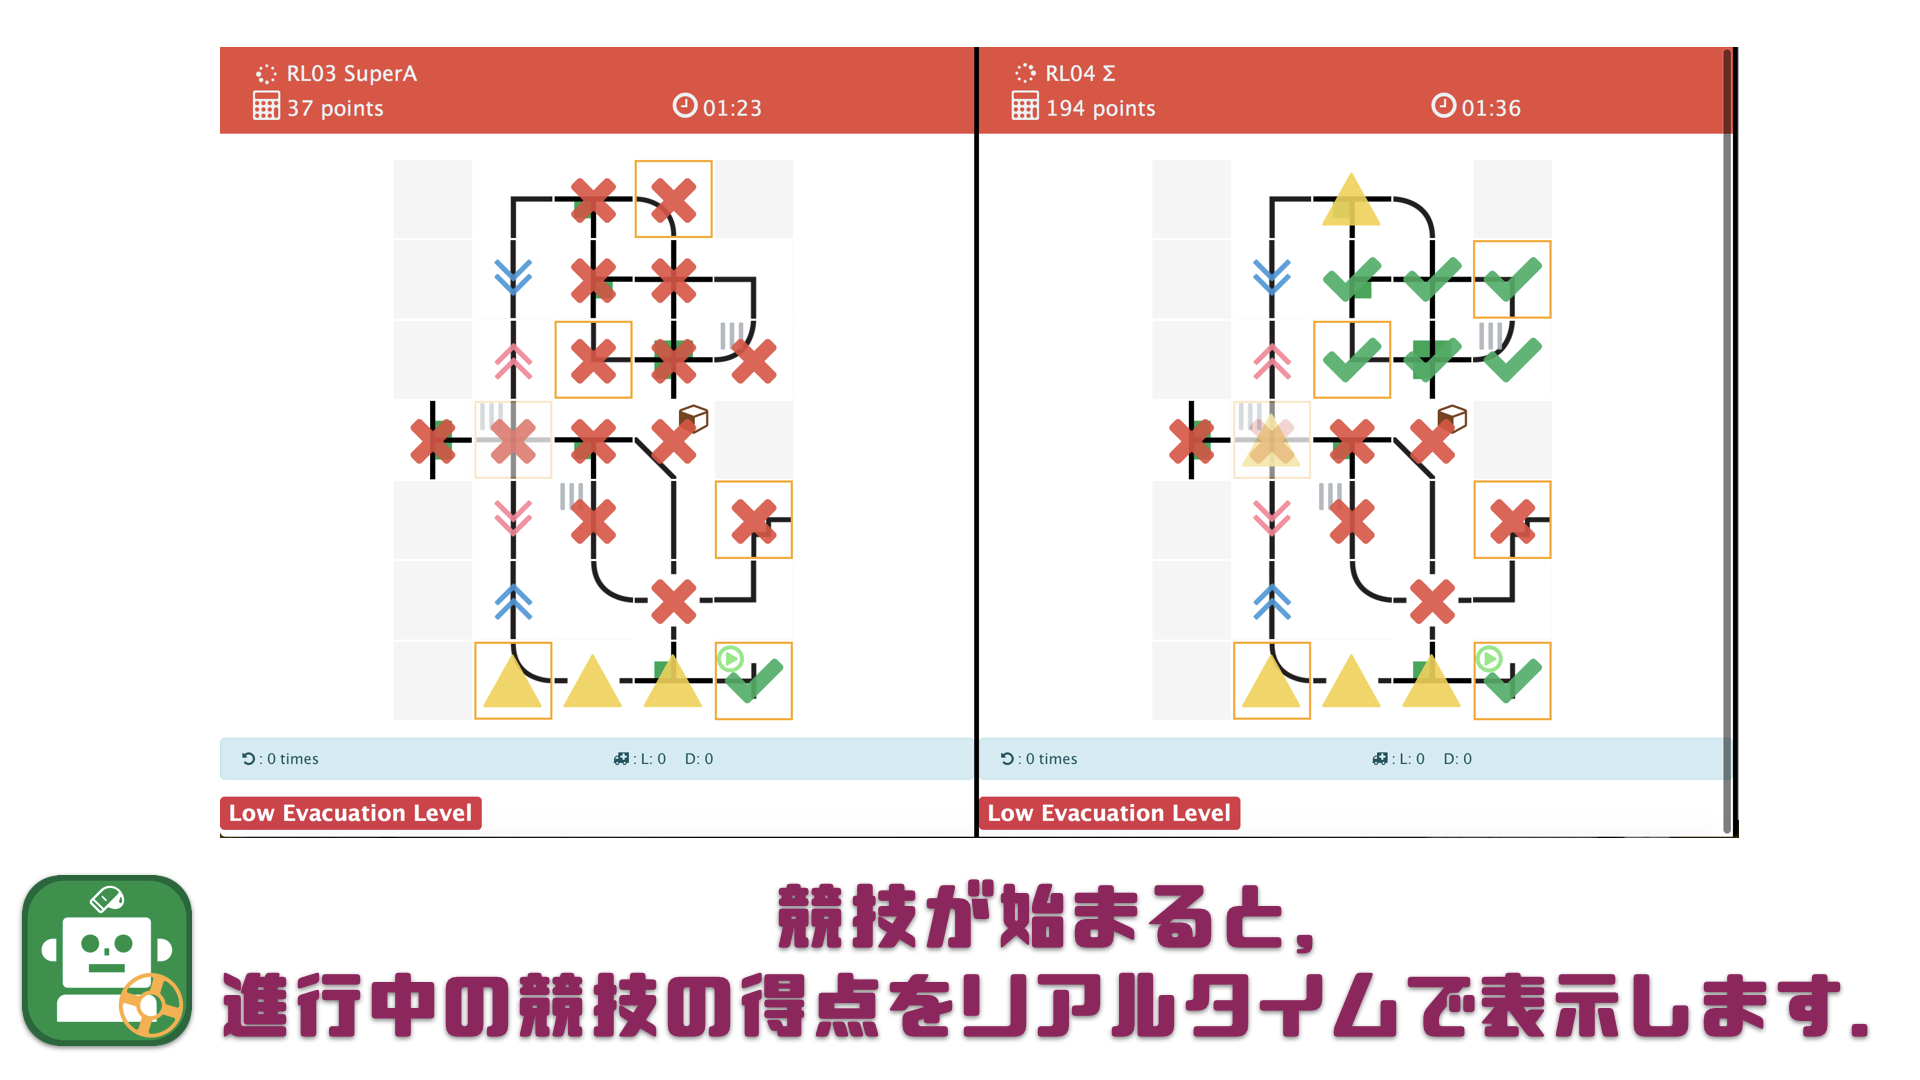 RL03 SuperA
37 points
01:23
: 0 times
: L: 0 D: 0
Low Evacuation Level
RL04 Σ
194 points
01:36
: 0 times
: L: 0 D: 0
Low Evacuation Level
競技が始まると,
進行中の競技の得点をリアルタイムで表示します.